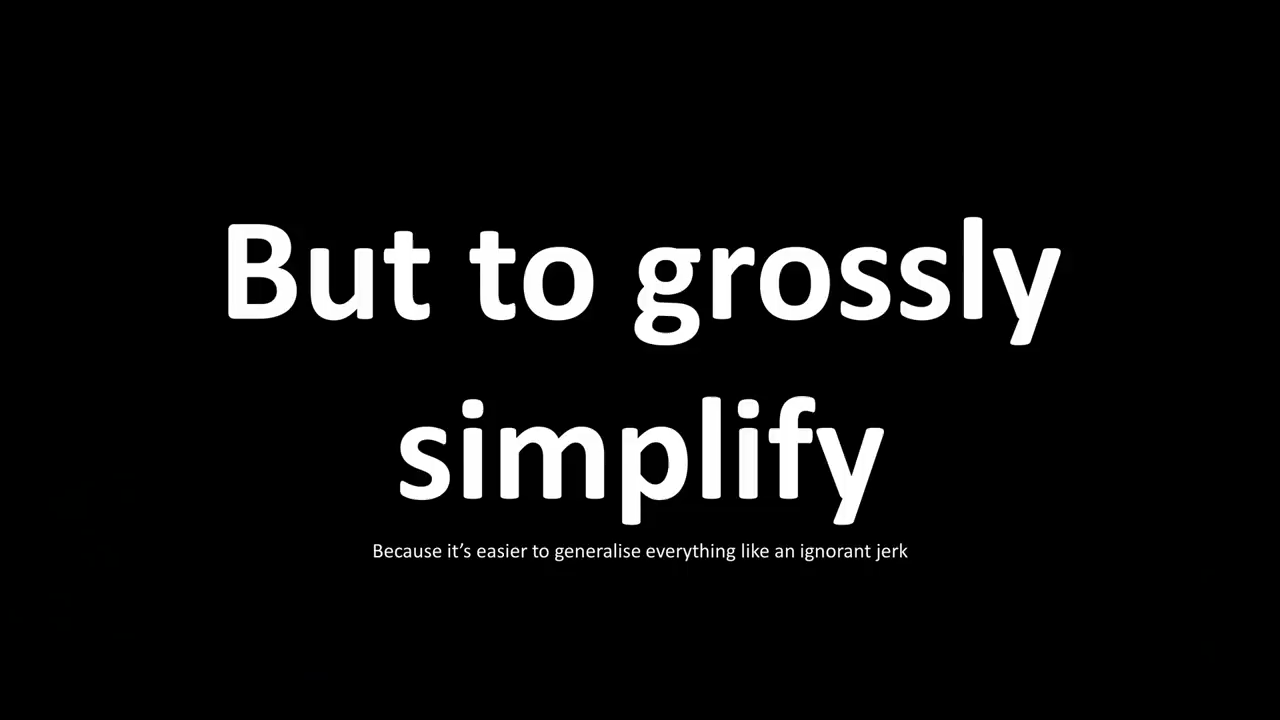 But to grossly
simplify
Because it’s easier to generalise everything like an ignorant jerk